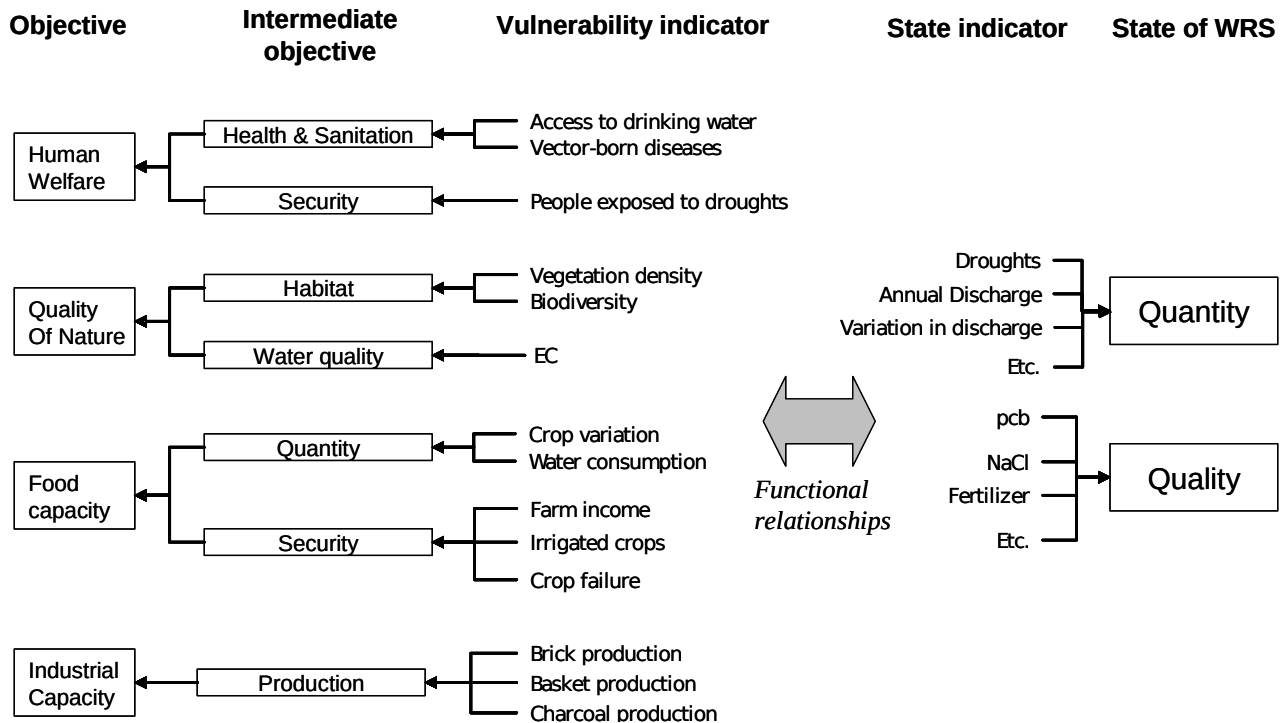 Objective
Intermediate
objective
Vulnerability indicator
State indicator
State of WRS
Human
Welfare
Health & Sanitation
Access to drinking water
Vector-born diseases
Security
People exposed to droughts
Quality
Of Nature
Habitat
Vegetation density
Biodiversity
Water quality
EC
Food
capacity
Quantity
Crop variation
Water consumption
Security
Farm income
Irrigated crops
Crop failure
Industrial
Capacity
Production
Brick production
Basket production
Charcoal production
Functional
relationships
Droughts
Annual Discharge
Variation in discharge
Etc.
Quantity
pcb
NaCl
Fertilizer
Etc.
Quality